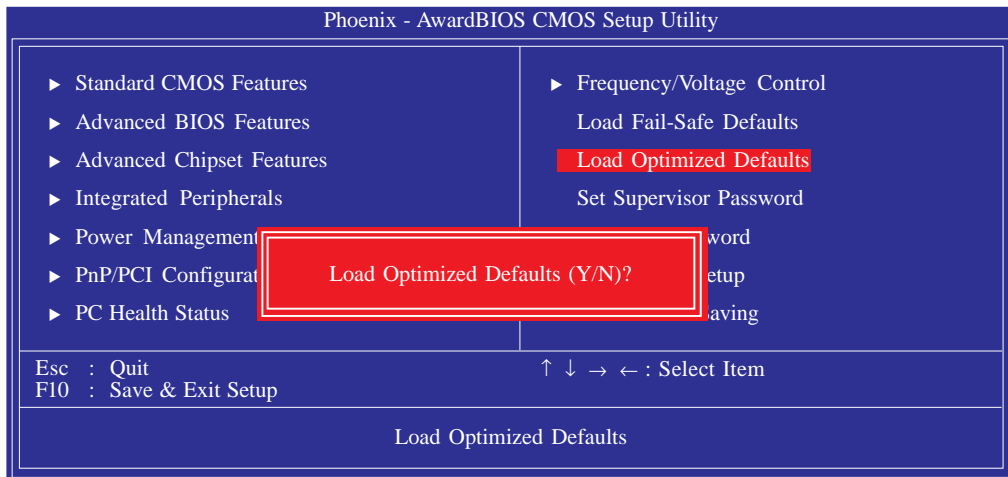 Phoenix - AwardBIOS CMOS Setup Utility
► Standard CMOS Features
► Advanced BIOS Features
► Advanced Chipset Features
► Integrated Peripherals
► Power Management
► PnP/PCI Configurat
► PC Health Status
► Frequency/Voltage Control
Load Fail-Safe Defaults
Load Optimized Defaults
Set Supervisor Password
word
etup
aving
Load Optimized Defaults (Y/N)?
Esc : Quit
F10 : Save & Exit Setup
↑ ↓ → ← : Select Item
Load Optimized Defaults